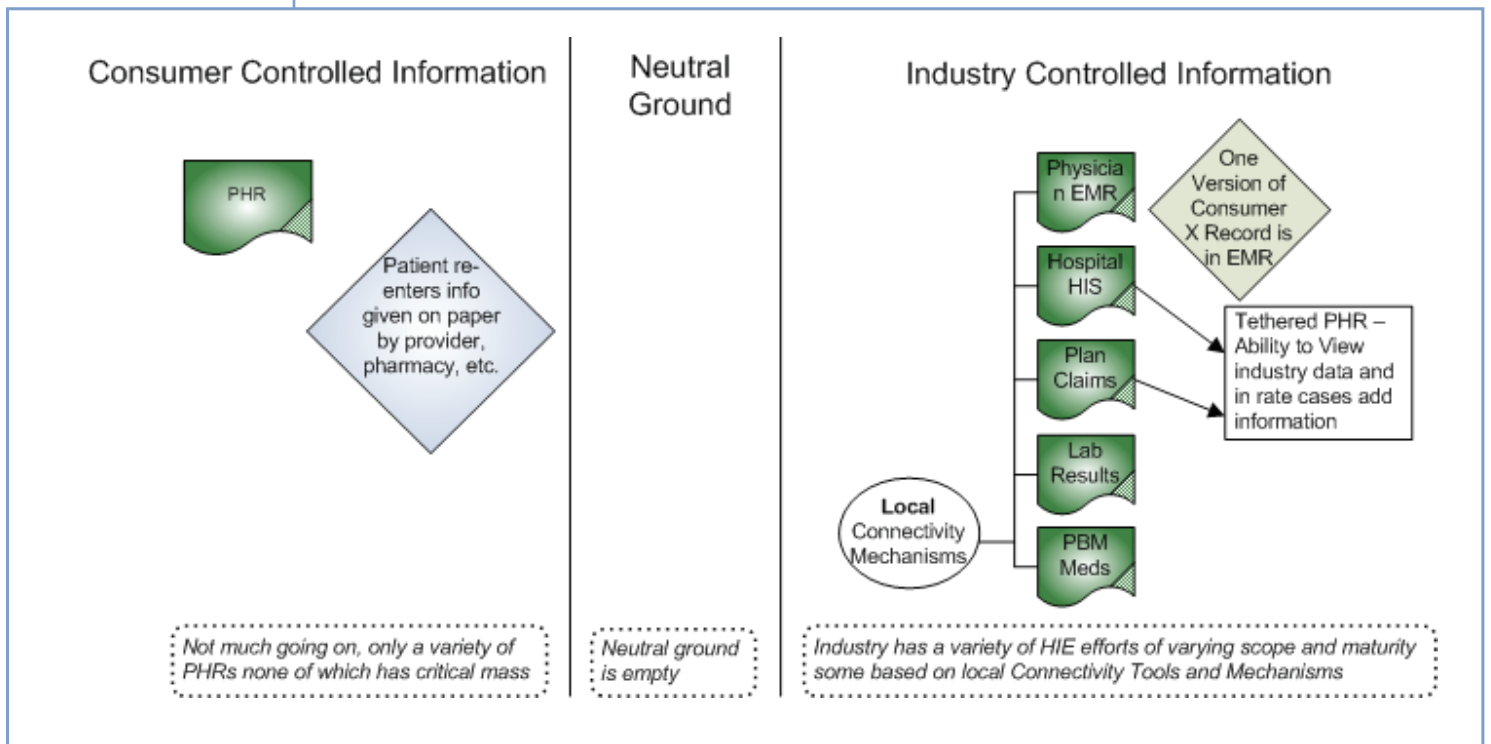 Consumer Controlled Information
Neutral
Ground
Industry Controlled Information
PHR
Patient re-
enters info
given on paper
by provider,
pharmacy, etc.
Physicia
n EMR
One
Version of
Consumer
X Record is
in EMR
Hospital
HIS
Tethered PHR –
Ability to View
industry data and
in rate cases add
information
Plan
Claims
Lab
Results
Local
Connectivity
Mechanisms
PBM
Meds
Not much going on, only a variety of
PHRs none of which has critical mass
Neutral ground
is empty
Industry has a variety of HIE efforts of varying scope and maturity
some based on local Connectivity Tools and Mechanisms